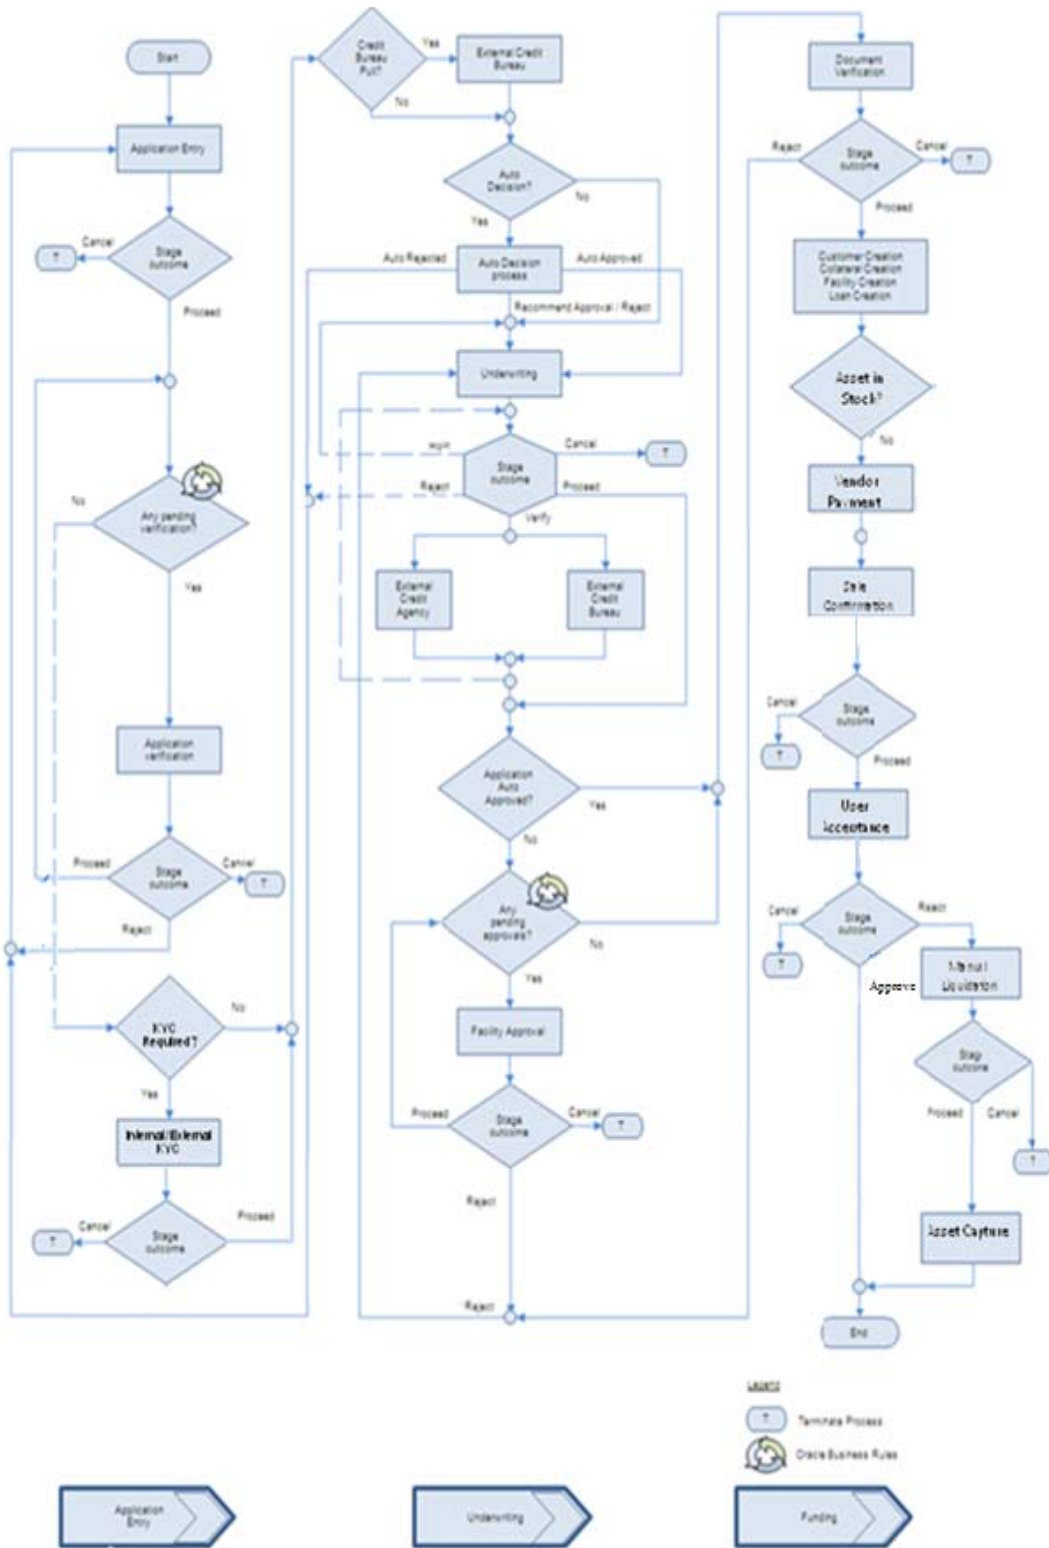 Start
Application Entry
Stage
outcome
Cancel
T
Proceed
No
Any pending
verification?
Yes
Application
verification
Proceed
Stage
outcome
Cancel
T
Reject
KYC
Required?
No
Yes
Internal/External
KYC
Cancel
T
Stage
outcome
Proceed
Credit
Bureau
Pull?
Yes
External Credit
Bureau
No
Auto
Decision?
No
Yes
Auto Rejected
Auto Decision
process
Auto Approved
Recommend Approval / Reject
Underwriting
Cancel
T
Stage
outcome
Reject
Proceed
Verify
External
Credit
Agency
External
Credit
Bureau
Application
Auto
Approved?
Yes
No
Any
pending
approvals?
No
Yes
Facility Approval
Proceed
Stage
outcome
Cancel
T
Reject
Reject
Document
Verification
Reject
Stage
outcome
Cancel
T
Proceed
Customer Creation
Collateral Creation
Facility Creation
Loan Creation
Asset in
Stock?
No
Vendor
Payment
Sale
Confirmation
Cancel
T
Stage
outcome
Proceed
User
Acceptance
Cancel
T
Stage
outcome
Reject
Approve
Manual
Liquidation
Stage
outcome
Proceed
Cancel
T
Asset Capture
End
Legend
T
Terminate Process
Oracle Business Rules
Application
Entry
Underwriting
Funding